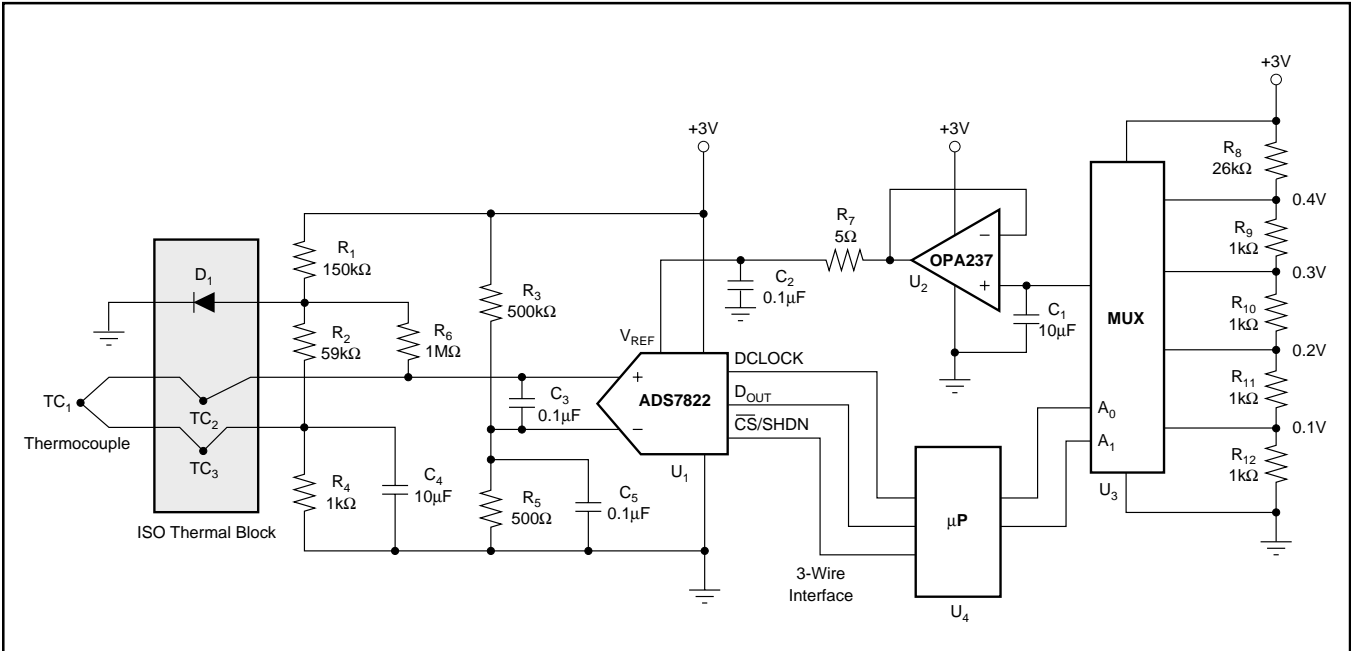 +3V
+3V
+3V
R8
26kΩ
0.4V
R9
1kΩ
0.3V
R10
1kΩ
0.2V
R11
1kΩ
0.1V
R12
1kΩ
MUX
A0
A1
U3
OPA237
U2
−
+
R7
5Ω
C1
10µF
C2
0.1µF
R1
150kΩ
D1
R2
59kΩ
R6
1MΩ
R3
500kΩ
VREF
DCLOCK
DOUT
CS/SHDN
ADS7822
+
−
U1
C3
0.1µF
TC1
Thermocouple
TC2
TC3
ISO Thermal Block
R4
1kΩ
C4
10µF
R5
500Ω
C5
0.1µF
µP
U4
3-Wire
Interface